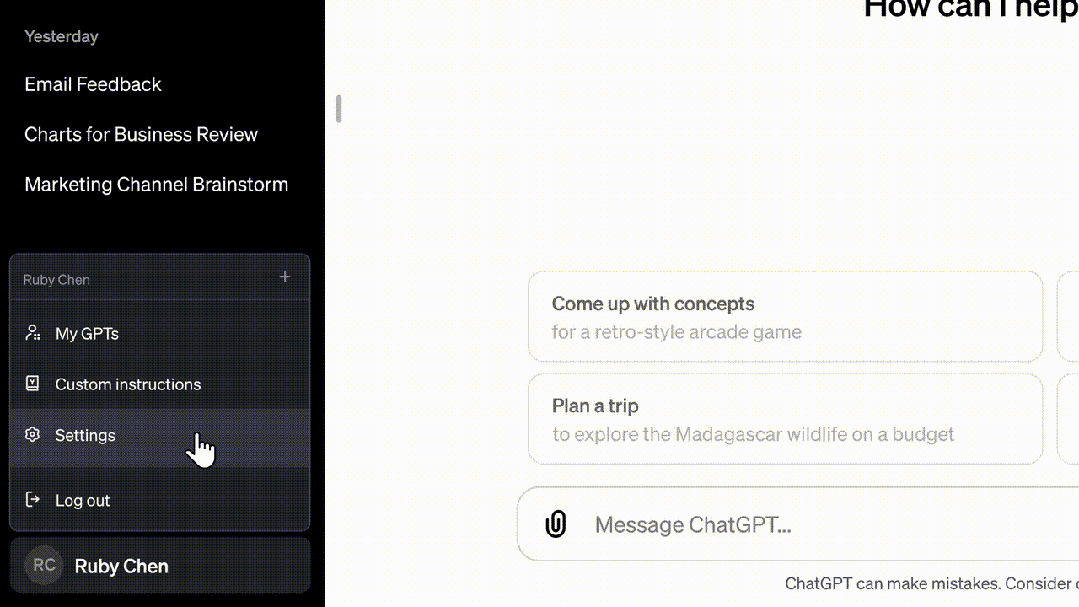 Yesterday
Email Feedback
Charts for Business Review
Marketing Channel Brainstorm
Ruby Chen
My GPTs
Custom instructions
Settings
Log out
RC Ruby Chen
How can I help
Come up with concepts
for a retro-style arcade game
Plan a trip
to explore the Madagascar wildlife on a budget
Message ChatGPT...
ChatGPT can make mistakes. Consider